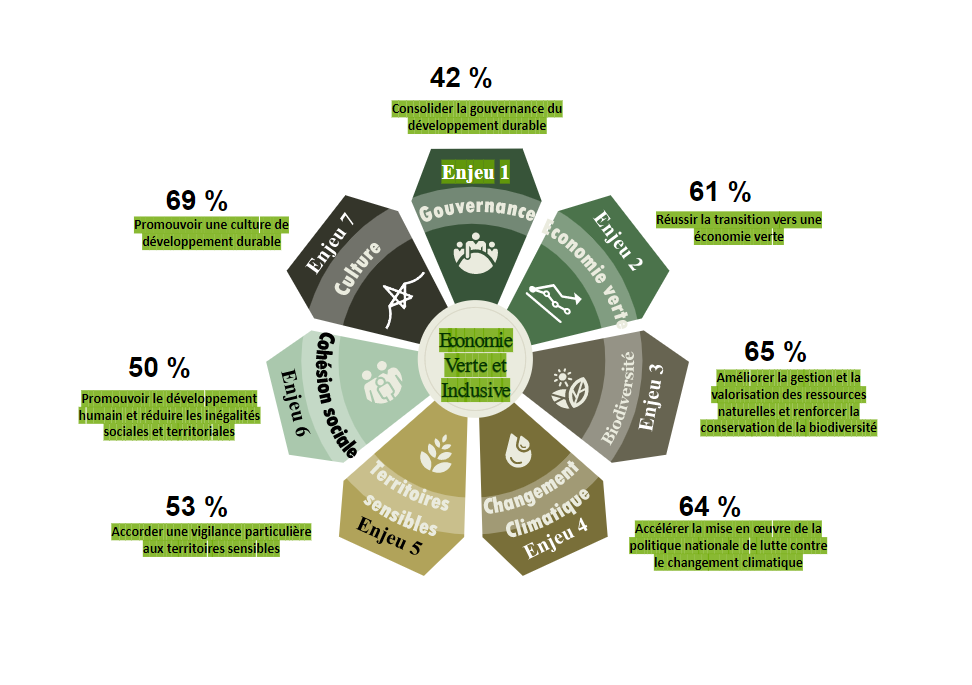 42 %
Consolider la gouvernance du
développement durable
Enjeu 1
Gouvernance
61 %
Réussir la transition vers une
économie verte
Enjeu 2
Economie verte
65 %
Améliorer la gestion et la
valorisation des ressources
naturelles et renforcer la
conservation de la biodiversité
Enjeu 3
Biodiversité
64 %
Accélérer la mise en œuvre de la
politique nationale de lutte contre
le changement climatique
Changement
Climatique
Enjeu 4
53 %
Accorder une vigilance particulière
aux territoires sensibles
Territoires
sensibles
Enjeu 5
50 %
Promouvoir le développement
humain et réduire les inégalités
sociales et territoriales
Enjeu 6
Cohésion sociale
69 %
Promouvoir une culture de
développement durable
Enjeu 7
Culture
Economie
Verte et
Inclusive